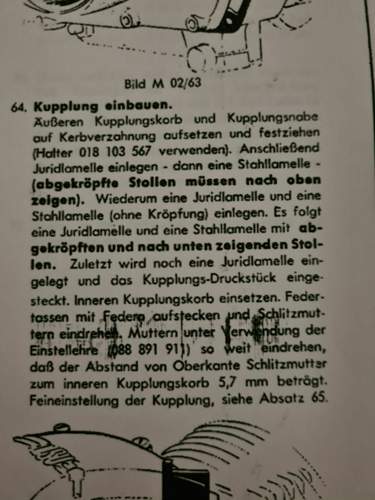 Bild M 02/63
64. Kupplung einbauen.
Äußeren Kupplungskorb und Kupplungsnabe
auf Kerbverzahnung aufsetzen und festziehen
(Halter 018 103 567 verwenden). Anschließend
Juridlamelle einlegen - dann eine Stahllamelle -
(abgekröpfte Stollen müssen nach oben
zeigen). Wiederum eine Juridlamelle und eine
Stahllamelle (ohne Kröpfung) einlegen. Es folgt
eine Juridlamelle und eine Stahllamelle mit ab-
gekröpften und nach unten zeigenden Stol-
len. Zuletzt wird noch eine Juridlamelle ein-
gelegt und das Kupplungs-Druckstück einge-
steckt. Inneren Kupplungskorb einsetzen. Feder-
tassen mit Federn aufstecken und Schlitzmut-
tern eindrehen. Muttern unter Verwendung der
Einstellehre (088 891 911) so weit eindrehen,
daß der Abstand von Oberkante Schlitzmutter
zum inneren Kupplungskorb 5,7 mm beträgt.
Feineinstellung der Kupplung, siehe Absatz 65.